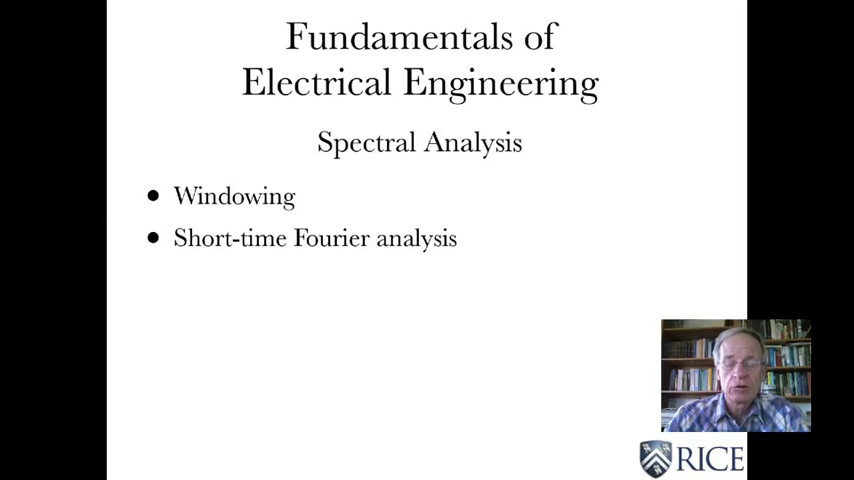 Fundamentals of
Electrical Engineering
Spectral Analysis
• Windowing
• Short-time Fourier analysis
RICE